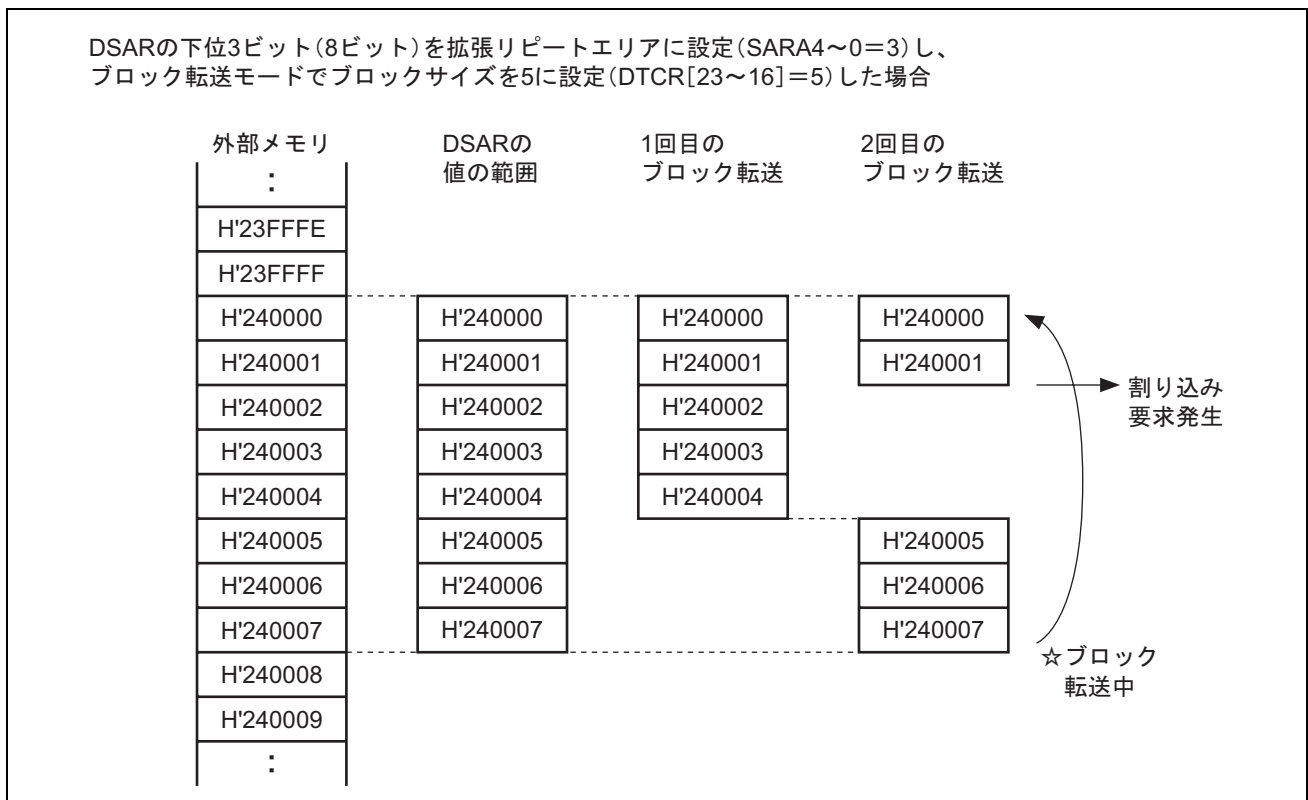 DSARの下位3ビット（8ビット）を拡張リピートエリアに設定（SARA4～0＝3）し、
ブロック転送モードでブロックサイズを5に設定（DTCR[23～16]＝5）した場合
外部メモリ
：
H'23FFFE
H'23FFFF
H'240000
H'240001
H'240002
H'240003
H'240004
H'240005
H'240006
H'240007
H'240008
H'240009
：
DSARの
値の範囲
H'240000
H'240001
H'240002
H'240003
H'240004
H'240005
H'240006
H'240007
1回目の
ブロック転送
H'240000
H'240001
H'240002
H'240003
H'240004
2回目の
ブロック転送
H'240000
H'240001
H'240005
H'240006
H'240007
割り込み
要求発生
☆ブロック
転送中